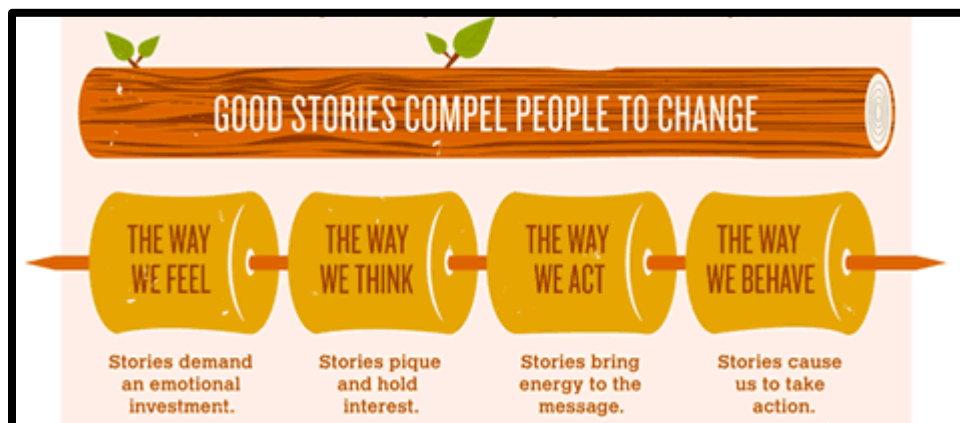 GOOD STORIES COMPEL PEOPLE TO CHANGE
THE WAY
WE FEEL
THE WAY
WE THINK
THE WAY
WE ACT
THE WAY
WE BEHAVE
Stories demand
an emotional
investment.
Stories pique
and hold
interest.
Stories bring
energy to the
message.
Stories cause
us to take
action.